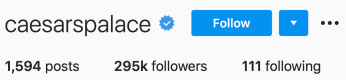 caesarspalace Follow
1,594 posts 295k followers 111 following